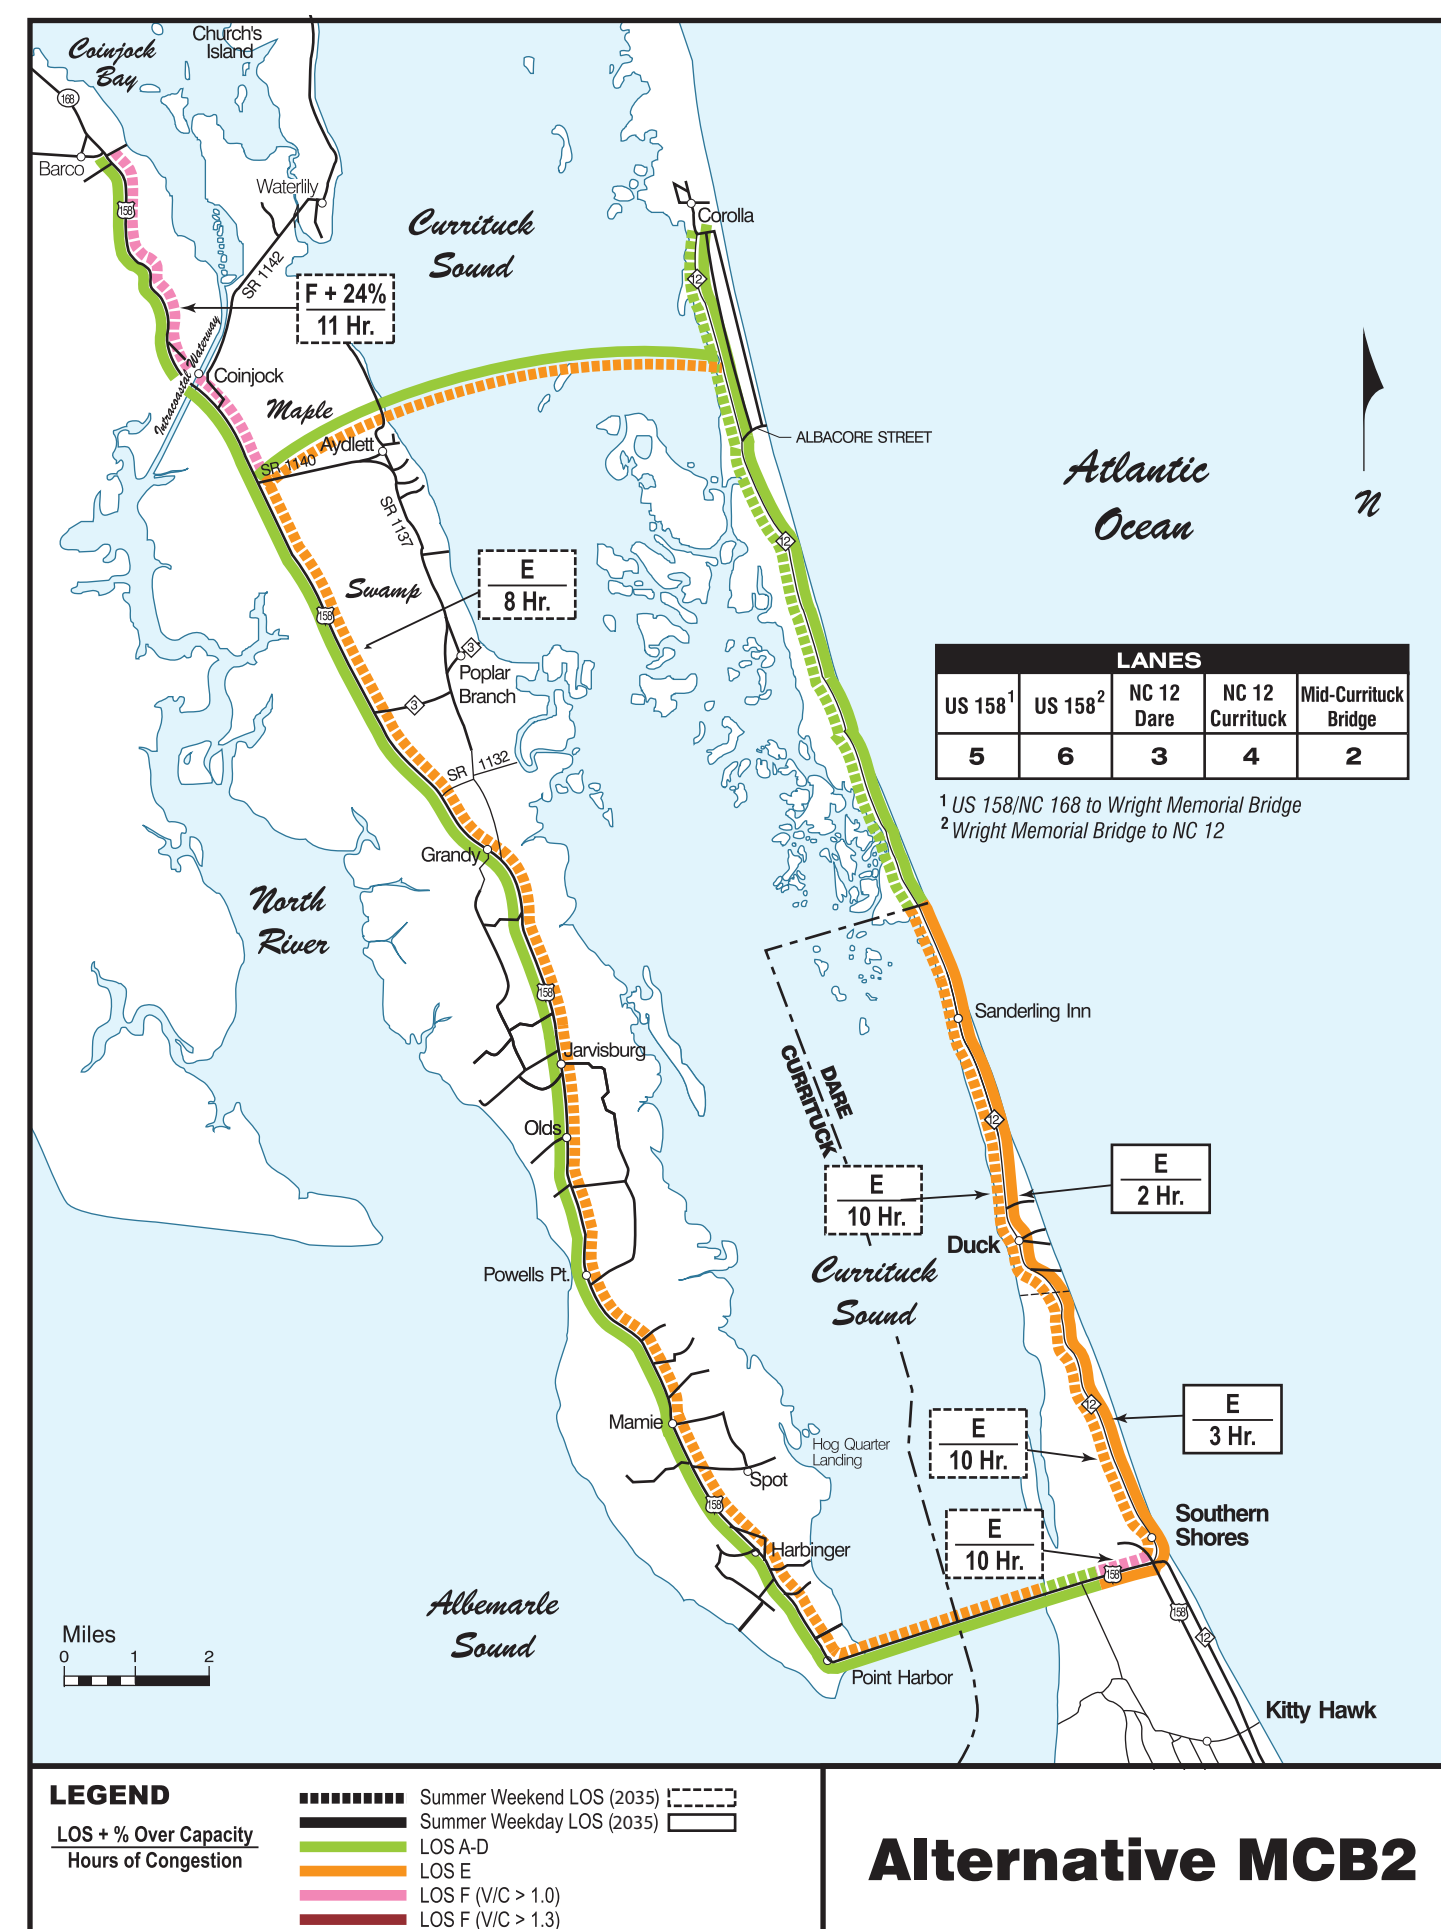 Coinjock
Bay
Church's
Island
168
Barco
158
Waterlily
SR 1142
Currituck
Sound
Corolla
12
F + 24%
11 Hr.
Intracoastal Waterway
Coinjock
Maple
Aydlett
SR 1140
SR 1137
ALBACORE STREET
Atlantic
Ocean
N
12
E
8 Hr.
Swamp
158
3
Poplar
Branch
3
SR 1132
LANES
US 158¹
US 158²
NC 12
Dare
NC 12
Currituck
Mid-Currituck
Bridge
5
6
3
4
2
¹ US 158/NC 168 to Wright Memorial Bridge
² Wright Memorial Bridge to NC 12
Grandy
North
River
158
Sanderling Inn
Jarvisburg
DARE
CURRITUCK
12
Olds
E
10 Hr.
E
2 Hr.
Duck
Currituck
Sound
Powells Pt.
12
E
3 Hr.
E
10 Hr.
Mamie
Hog Quarter
Landing
Spot
158
Southern
Shores
E
10 Hr.
Harbinger
158
Albemarle
Sound
158
12
Point Harbor
Kitty Hawk
Miles
0 1 2
LEGEND
LOS + % Over Capacity
Hours of Congestion
Summer Weekend LOS (2035)
Summer Weekday LOS (2035)
LOS A-D
LOS E
LOS F (V/C > 1.0)
LOS F (V/C > 1.3)
Alternative MCB2